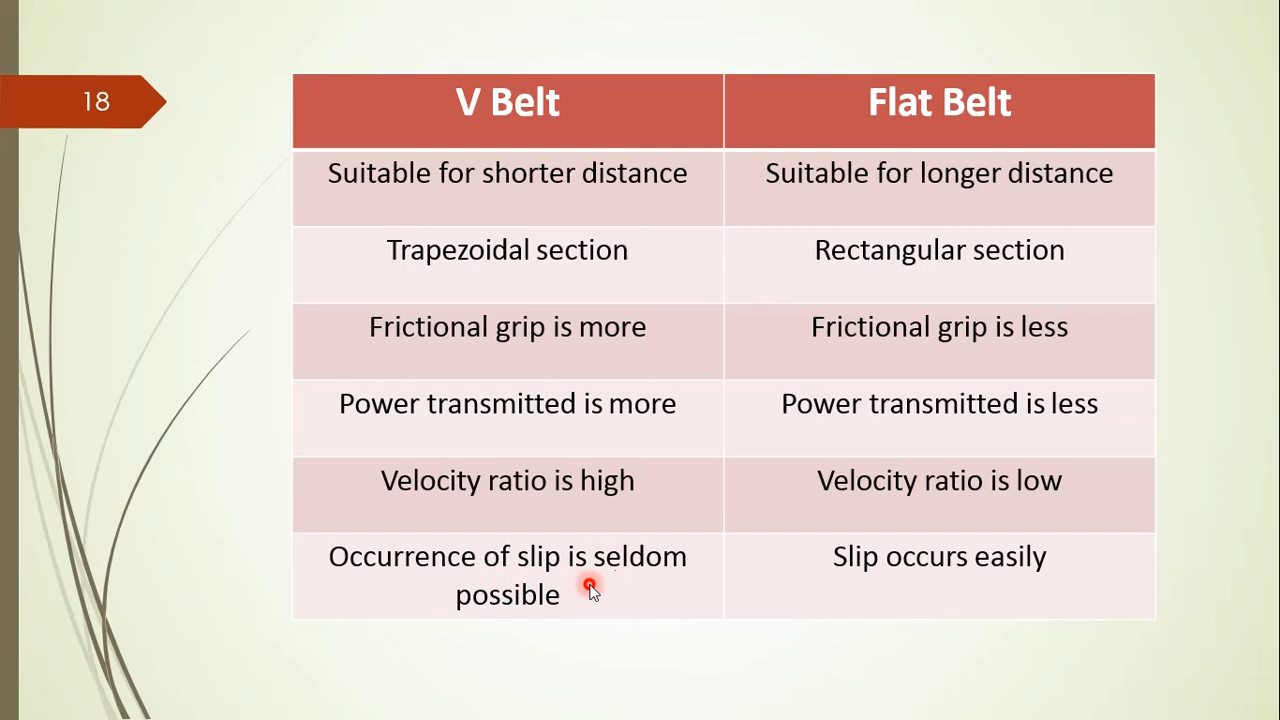 18
V Belt
Flat Belt
Suitable for shorter distance
Suitable for longer distance
Trapezoidal section
Rectangular section
Frictional grip is more
Frictional grip is less
Power transmitted is more
Power transmitted is less
Velocity ratio is high
Velocity ratio is low
Occurrence of slip is seldom
possible
Slip occurs easily